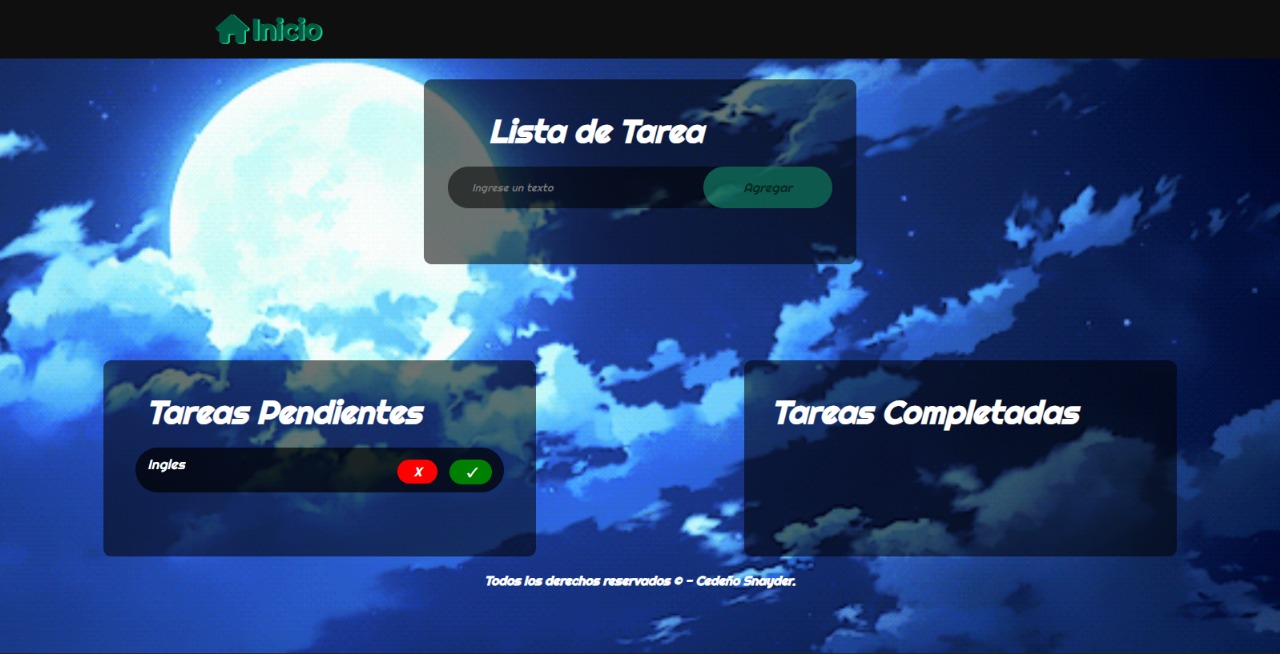 Inicio
Lista de Tarea
Ingrese un texto
Agregar
Tareas Pendientes
Ingles
X
✓
Tareas Completadas
Todos los derechos reservados © - Cedeño Snayder.